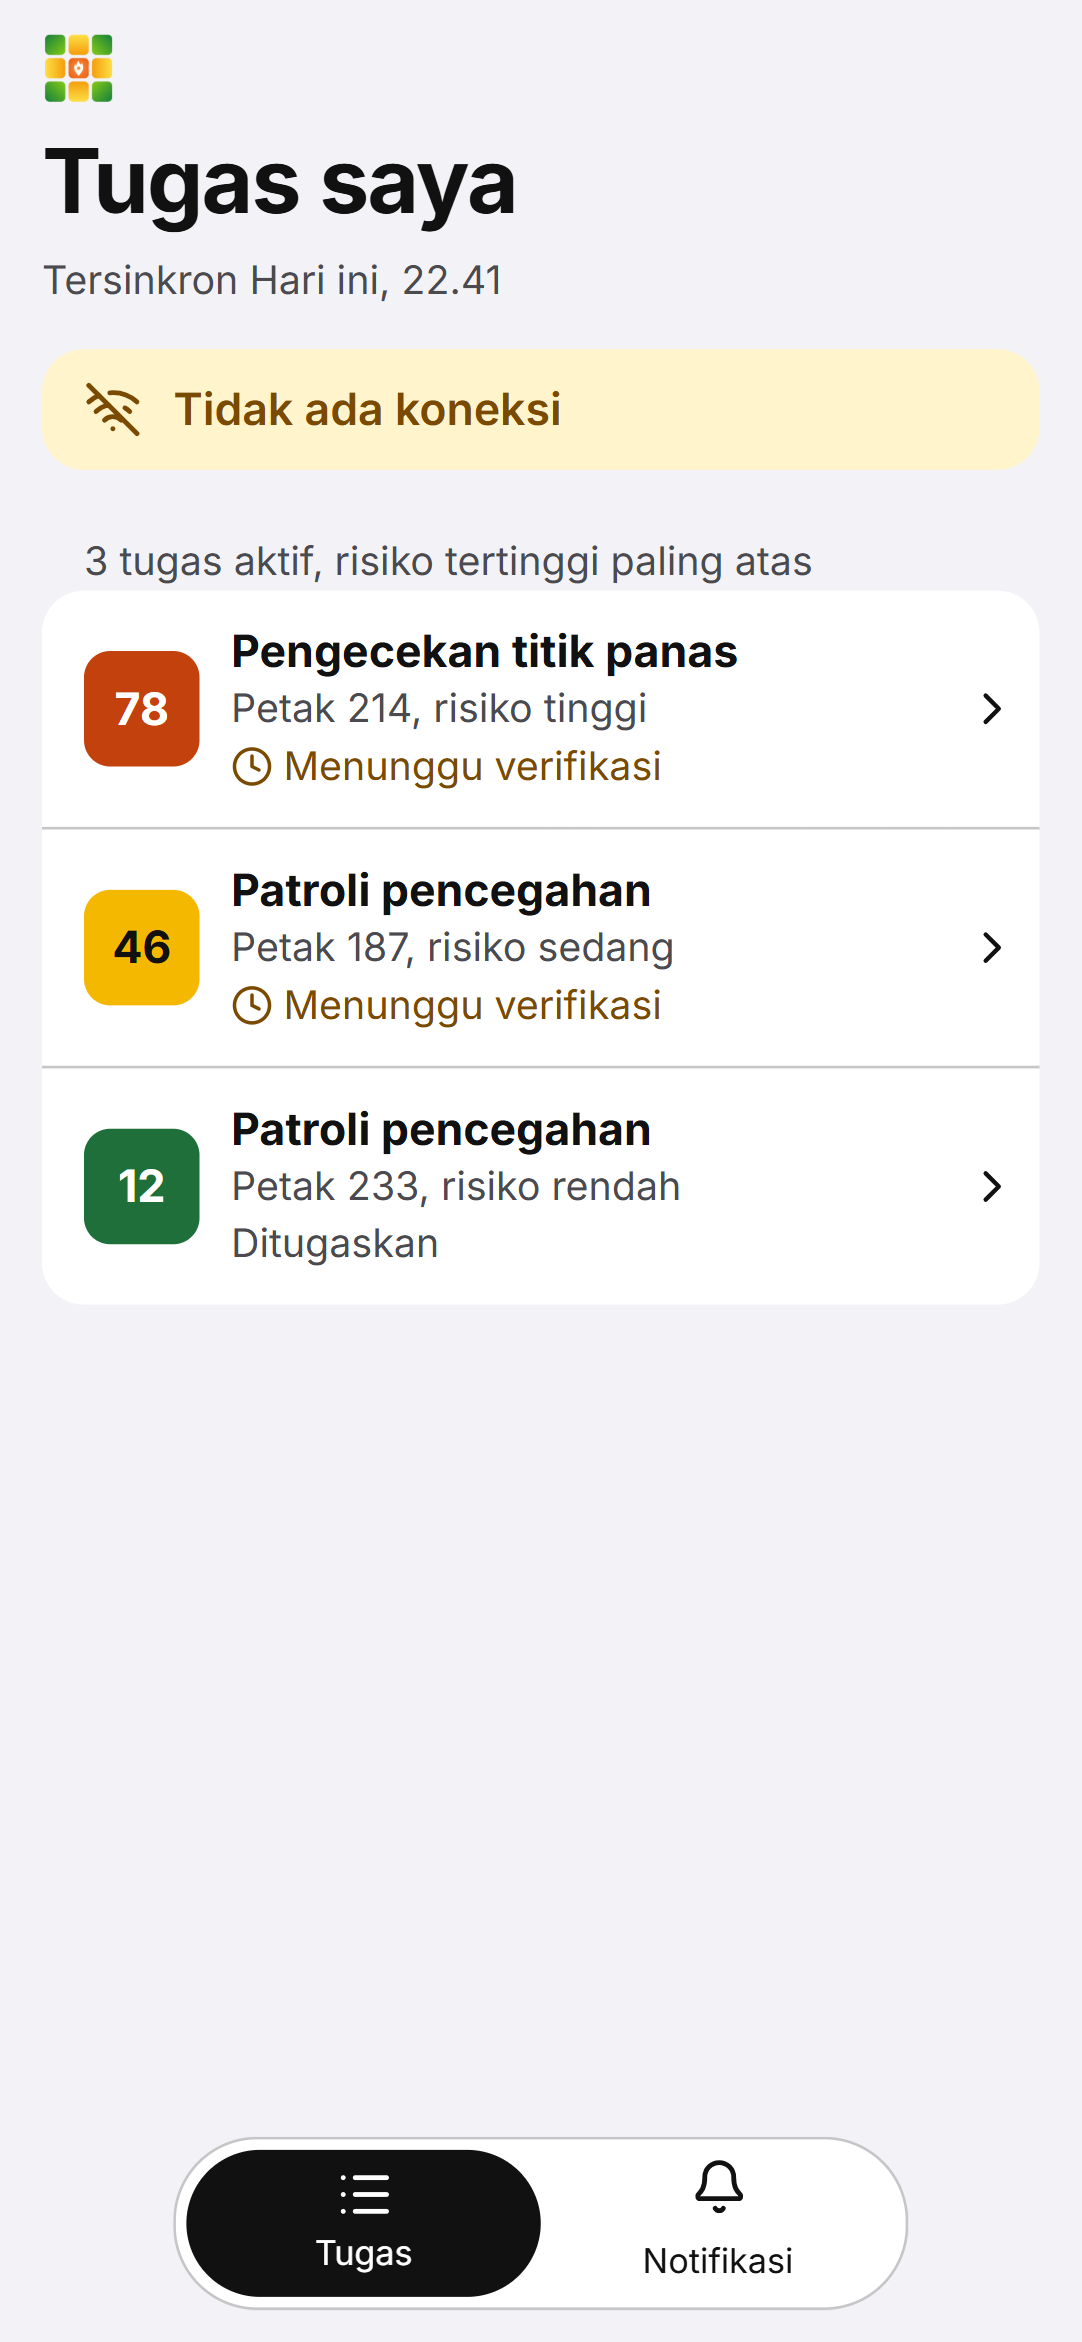 Tugas saya
Tersinkron Hari ini, 22.41
Tidak ada koneksi
3 tugas aktif, risiko tertinggi paling atas
78
Pengecekan titik panas
Petak 214, risiko tinggi
Menunggu verifikasi
46
Patroli pencegahan
Petak 187, risiko sedang
Menunggu verifikasi
12
Patroli pencegahan
Petak 233, risiko rendah
Ditugaskan
Tugas
Notifikasi